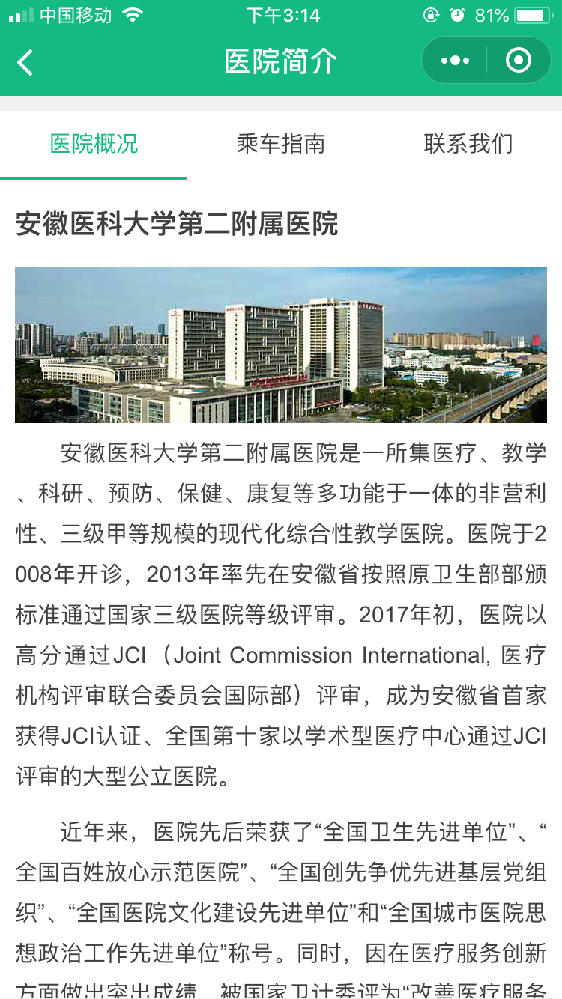 中国移动
下午3:14
81%
医院简介
医院概况
乘车指南
联系我们
安徽医科大学第二附属医院
安徽医科大学第二附属医院是一所集医疗、教学
、科研、预防、保健、康复等多功能于一体的非营利
性、三级甲等规模的现代化综合性教学医院。医院于2
008年开诊，2013年率先在安徽省按照原卫生部部颁
标准通过国家三级医院等级评审。2017年初，医院以
高分通过JCI（Joint Commission International, 医疗
机构评审联合委员会国际部）评审，成为安徽省首家
获得JCI认证、全国第十家以学术型医疗中心通过JCI
评审的大型公立医院。
近年来，医院先后荣获了“全国卫生先进单位”、“
全国百姓放心示范医院”、“全国创先争优先进基层党组
织”、“全国医院文化建设先进单位”和“全国城市医院思
想政治工作先进单位”称号。同时，因在医疗服务创新
方面做出突出成绩，被国家卫计委评为“改善医疗服务